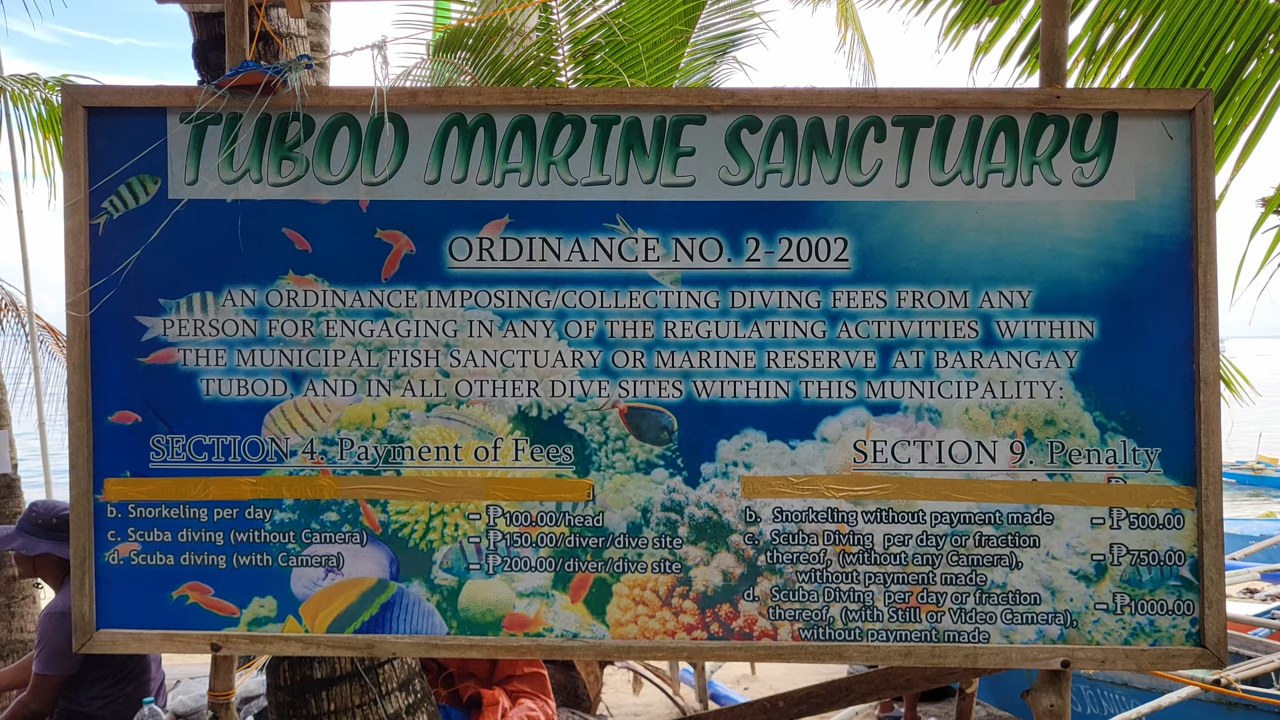 TUBOD MARINE SANCTUARY
ORDINANCE NO. 2-2002
AN ORDINANCE IMPOSING/COLLECTING DIVING FEES FROM ANY
PERSON FOR ENGAGING IN ANY OF THE REGULATING ACTIVITIES WITHIN
THE MUNICIPAL FISH SANCTUARY OR MARINE RESERVE AT BARANGAY
TUBOD, AND IN ALL OTHER DIVE SITES WITHIN THIS MUNICIPALITY:
SECTION 4. Payment of Fees
b. Snorkeling per day - ₱100.00/head
c. Scuba diving (without Camera) - ₱150.00/diver/dive site
d. Scuba diving (with Camera) - ₱200.00/diver/dive site
SECTION 9. Penalty
b. Snorkeling without payment made - ₱500.00
c. Scuba Diving per day or fraction
thereof, (without any Camera), - ₱750.00
without payment made
d. Scuba Diving per day or fraction
thereof, (with Still or Video Camera), - ₱1000.00
without payment made